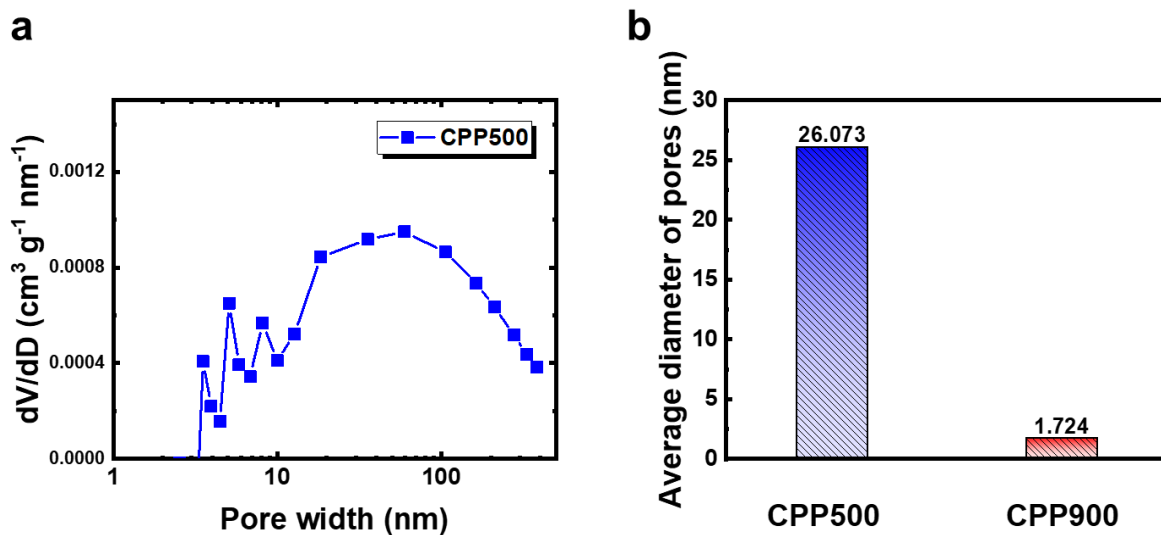 a
CPP500
dV/dD (cm³ g⁻¹ nm⁻¹)
0.0012
0.0008
0.0004
0.0000
1 10 100
Pore width (nm)
b
Average diameter of pores (nm)
30
25
20
15
10
5
0
26.073
1.724
CPP500 CPP900